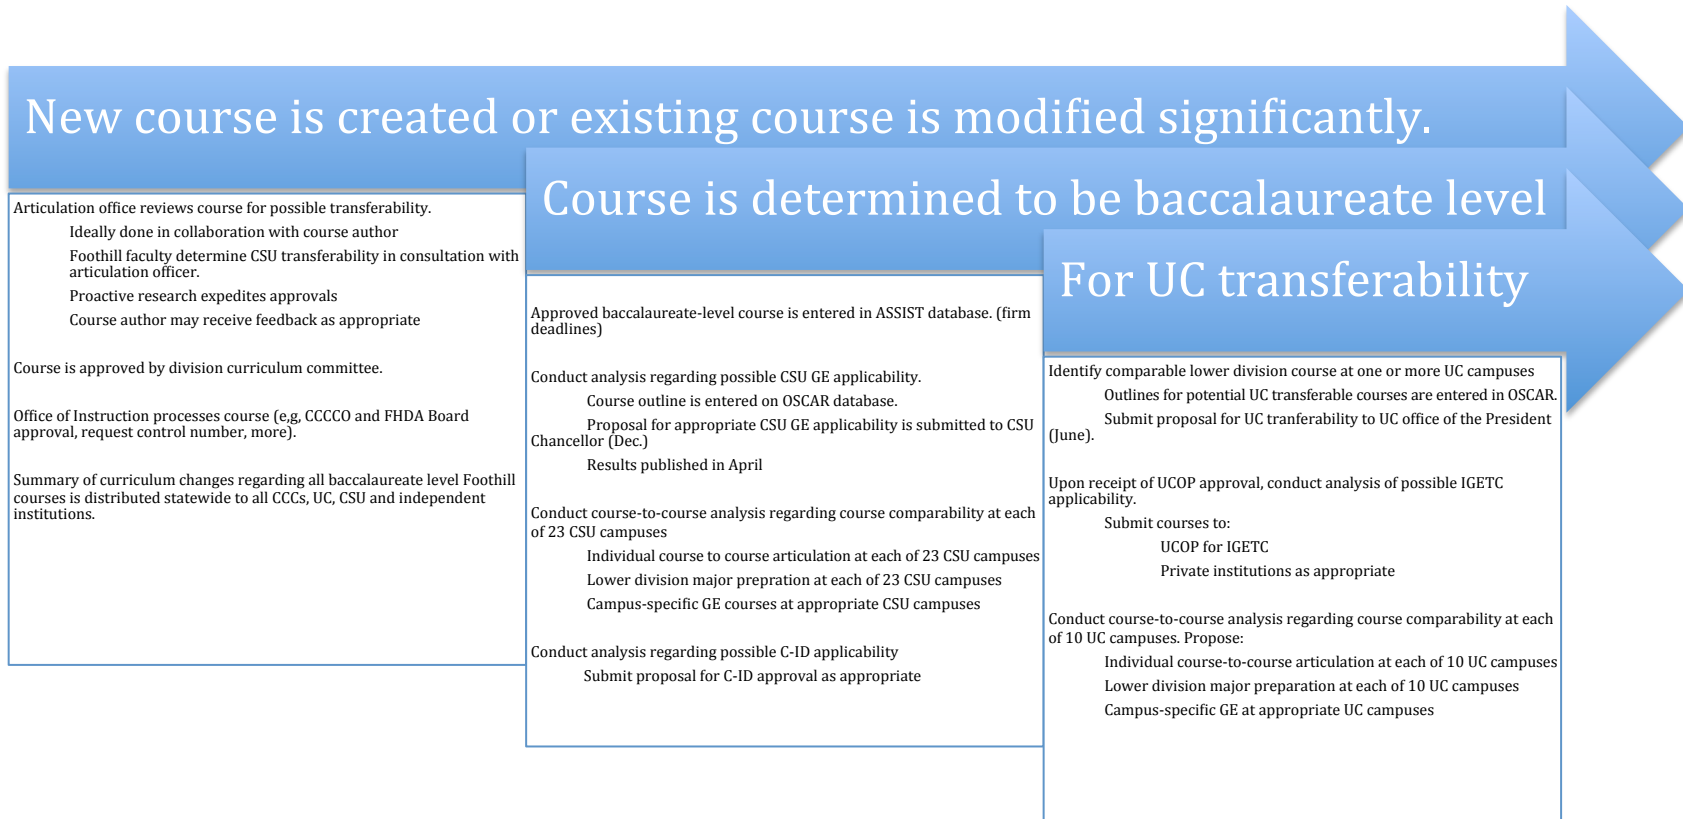 New course is created or existing course is modified significantly.
Articulation office reviews course for possible transferability.
Ideally done in collaboration with course author
Foothill faculty determine CSU transferability in consultation with
articulation officer.
Proactive research expedites approvals
Course author may receive feedback as appropriate
Course is approved by division curriculum committee.
Office of Instruction processes course (e,g, CCCCO and FHDA Board
approval, request control number, more).
Summary of curriculum changes regarding all baccalaureate level Foothill
courses is distributed statewide to all CCCs, UC, CSU and independent
institutions.
Course is determined to be baccalaureate level
Approved baccalaureate-level course is entered in ASSIST database. (firm
deadlines)
Conduct analysis regarding possible CSU GE applicability.
Course outline is entered on OSCAR database.
Proposal for appropriate CSU GE applicability is submitted to CSU
Chancellor (Dec.)
Results published in April
Conduct course-to-course analysis regarding course comparability at each
of 23 CSU campuses
Individual course to course articulation at each of 23 CSU campuses
Lower division major prepration at each of 23 CSU campuses
Campus-specific GE courses at appropriate CSU campuses
Conduct analysis regarding possible C-ID applicability
Submit proposal for C-ID approval as appropriate
For UC transferability
Identify comparable lower division course at one or more UC campuses
Outlines for potential UC transferable courses are entered in OSCAR.
Submit proposal for UC tranferability to UC office of the President
(June).
Upon receipt of UCOP approval, conduct analysis of possible IGETC
applicability.
Submit courses to:
UCOP for IGETC
Private institutions as appropriate
Conduct course-to-course analysis regarding course comparability at each
of 10 UC campuses. Propose:
Individual course-to-course articulation at each of 10 UC campuses
Lower division major preparation at each of 10 UC campuses
Campus-specific GE at appropriate UC campuses